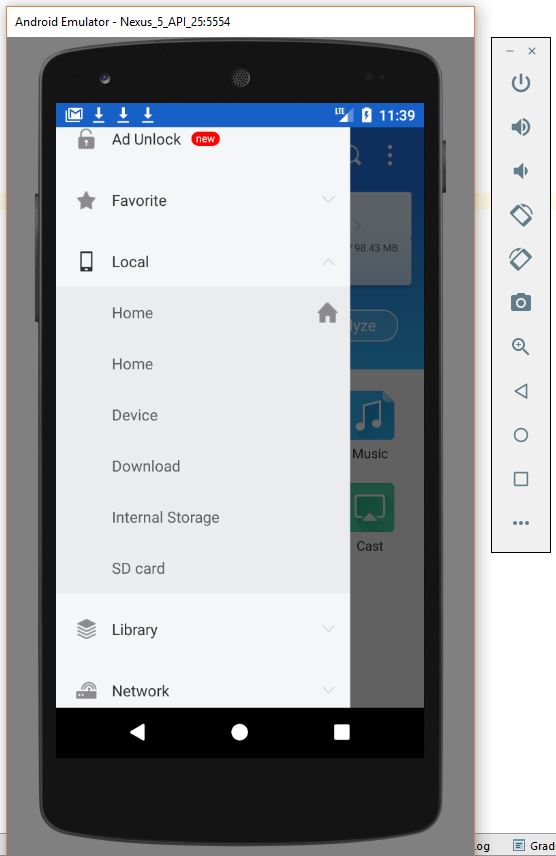 Android Emulator - Nexus_5_API_25:5554
LTE 11:39
Ad Unlock new
Favorite
/ 98.43 MB
Local
Home
lyze
Home
Device
Music
Download
Internal Storage
Cast
SD card
Library
Network
og Grad